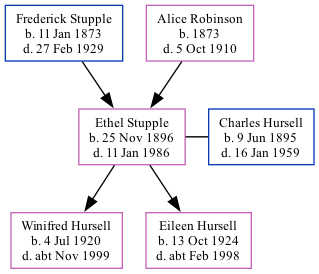 Frederick Stupple
b. 11 Jan 1873
d. 27 Feb 1929
Alice Robinson
b. 1873
d. 5 Oct 1910
Ethel Stupple
b. 25 Nov 1896
d. 11 Jan 1986
Charles Hursell
b. 9 Jun 1895
d. 16 Jan 1959
Winifred Hursell
b. 4 Jul 1920
d. abt Nov 1999
Eileen Hursell
b. 13 Oct 1924
d. abt Feb 1998